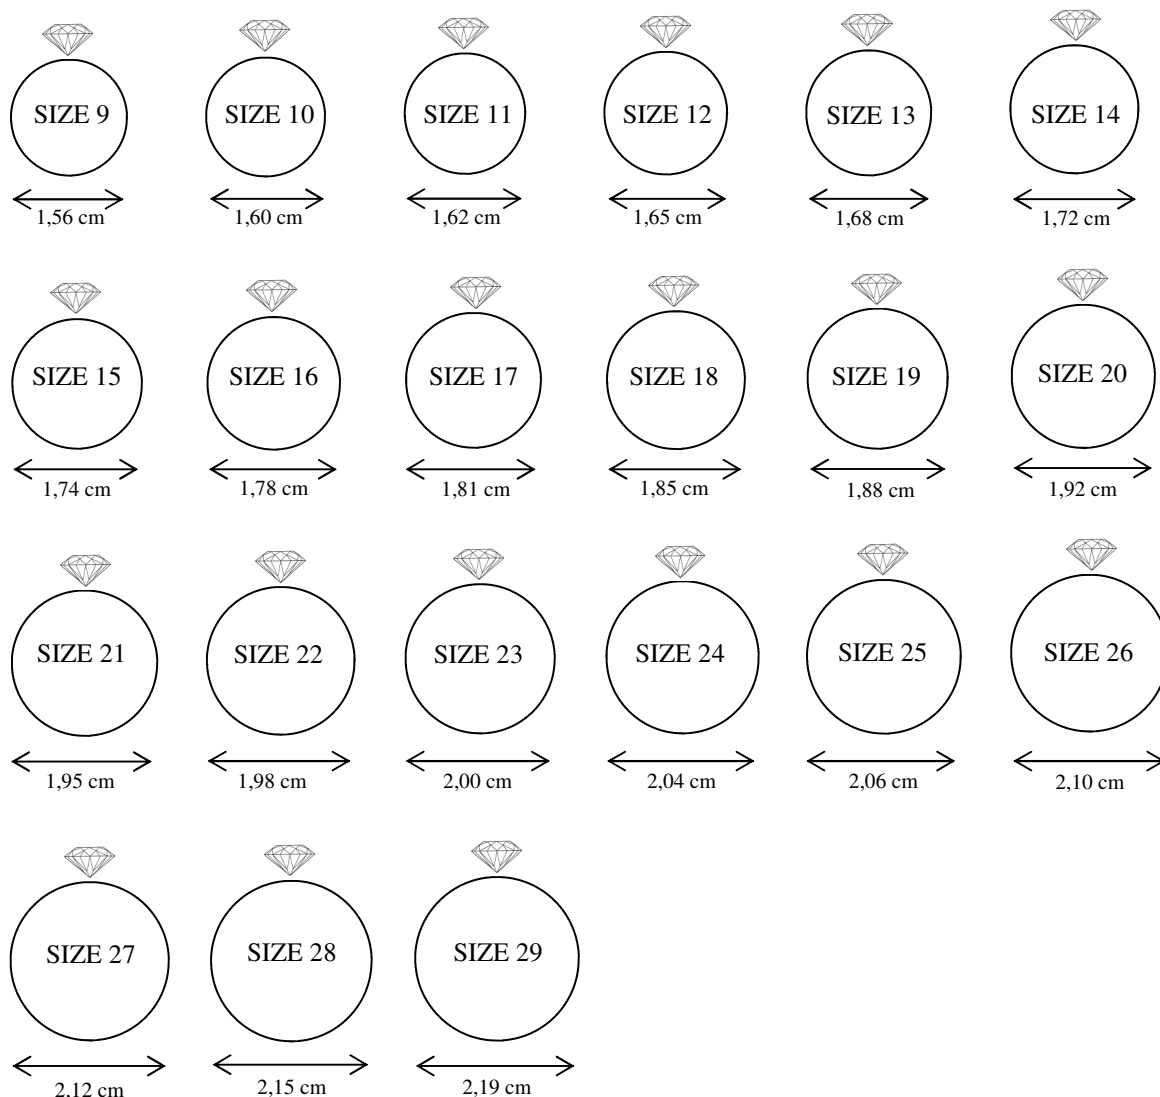 SIZE 9 SIZE 10 SIZE 11 SIZE 12 SIZE 13 SIZE 14
1,56 cm 1,60 cm 1,62 cm 1,65 cm 1,68 cm 1,72 cm
SIZE 15 SIZE 16 SIZE 17 SIZE 18 SIZE 19 SIZE 20
1,74 cm 1,78 cm 1,81 cm 1,85 cm 1,88 cm 1,92 cm
SIZE 21 SIZE 22 SIZE 23 SIZE 24 SIZE 25 SIZE 26
1,95 cm 1,98 cm 2,00 cm 2,04 cm 2,06 cm 2,10 cm
SIZE 27 SIZE 28 SIZE 29
2,12 cm 2,15 cm 2,19 cm